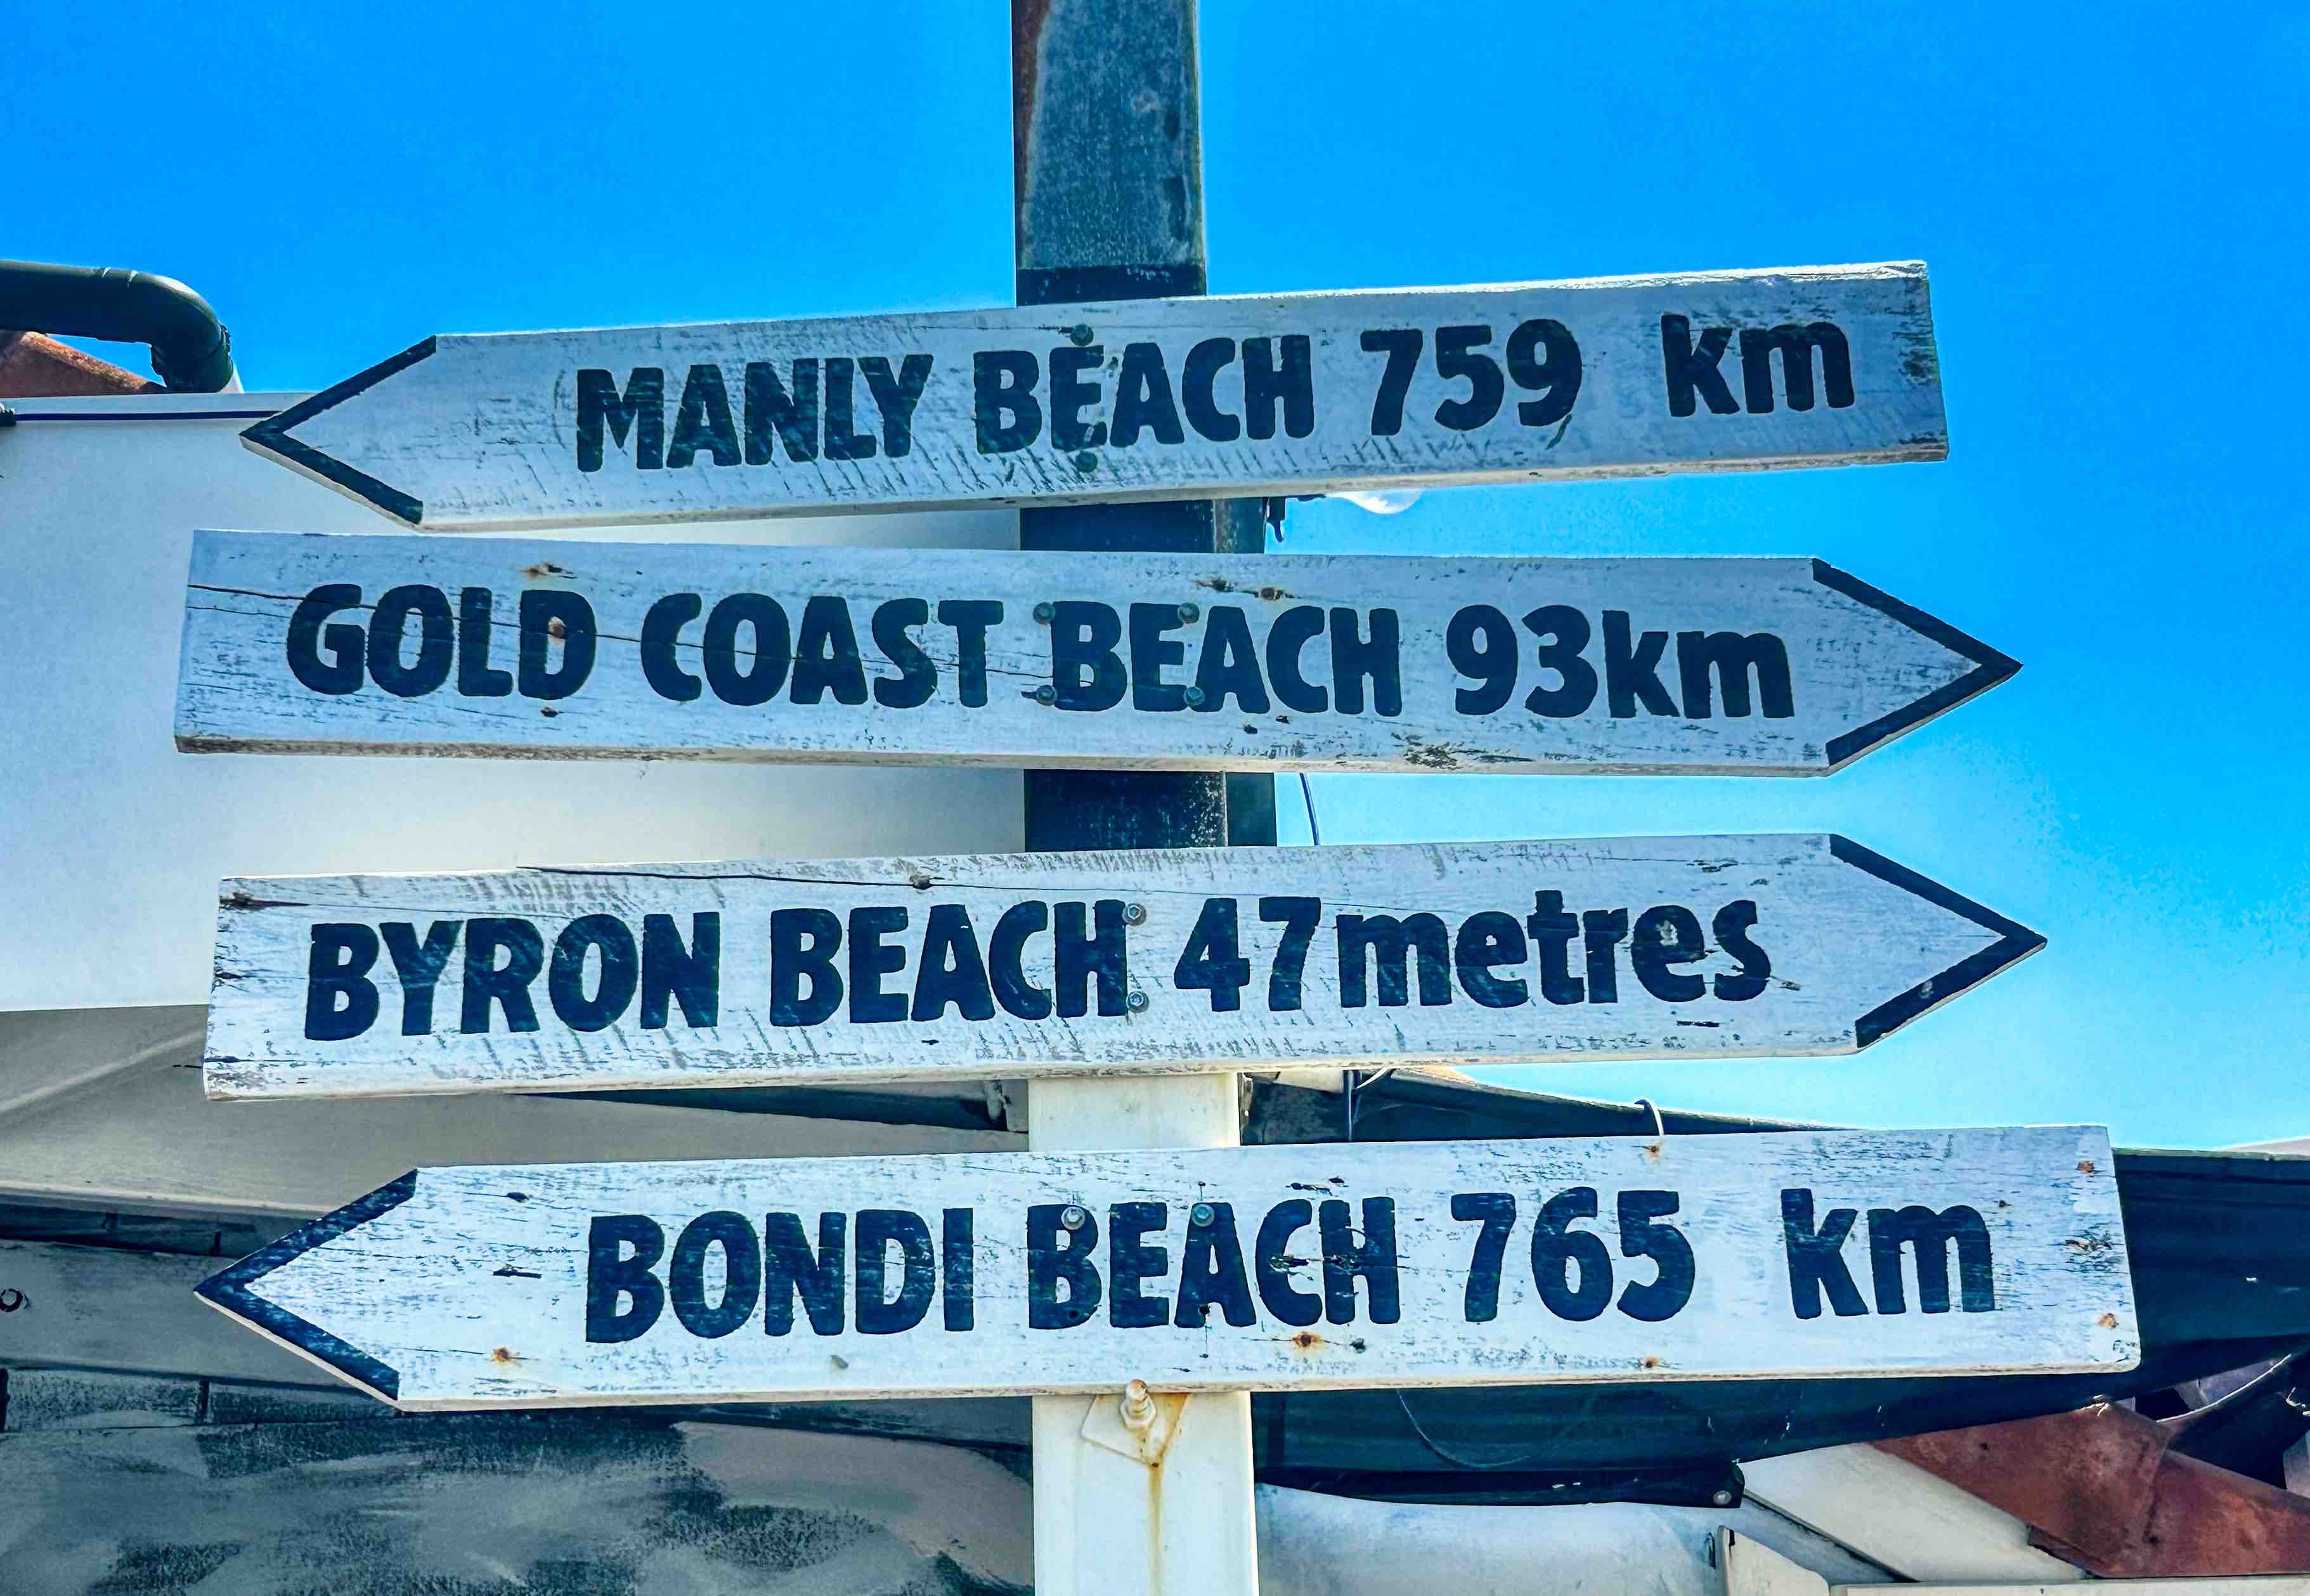 MANLY BEACH 759 km
GOLD COAST BEACH 93km
BYRON BEACH 47metres
BONDI BEACH 765 km